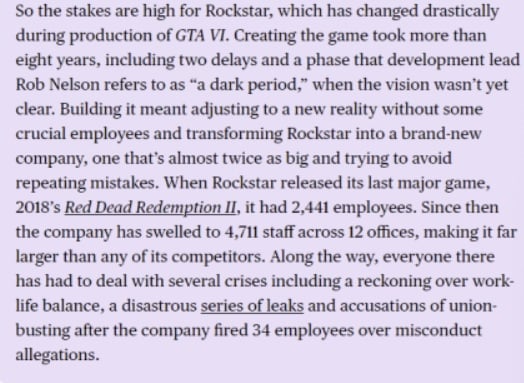 So the stakes are high for Rockstar, which has changed drastically
during production of GTA VI. Creating the game took more than
eight years, including two delays and a phase that development lead
Rob Nelson refers to as “a dark period,” when the vision wasn’t yet
clear. Building it meant adjusting to a new reality without some
crucial employees and transforming Rockstar into a brand-new
company, one that’s almost twice as big and trying to avoid
repeating mistakes. When Rockstar released its last major game,
2018’s Red Dead Redemption II, it had 2,441 employees. Since then
the company has swelled to 4,711 staff across 12 offices, making it far
larger than any of its competitors. Along the way, everyone there
has had to deal with several crises including a reckoning over work-
life balance, a disastrous series of leaks and accusations of union-
busting after the company fired 34 employees over misconduct
allegations.